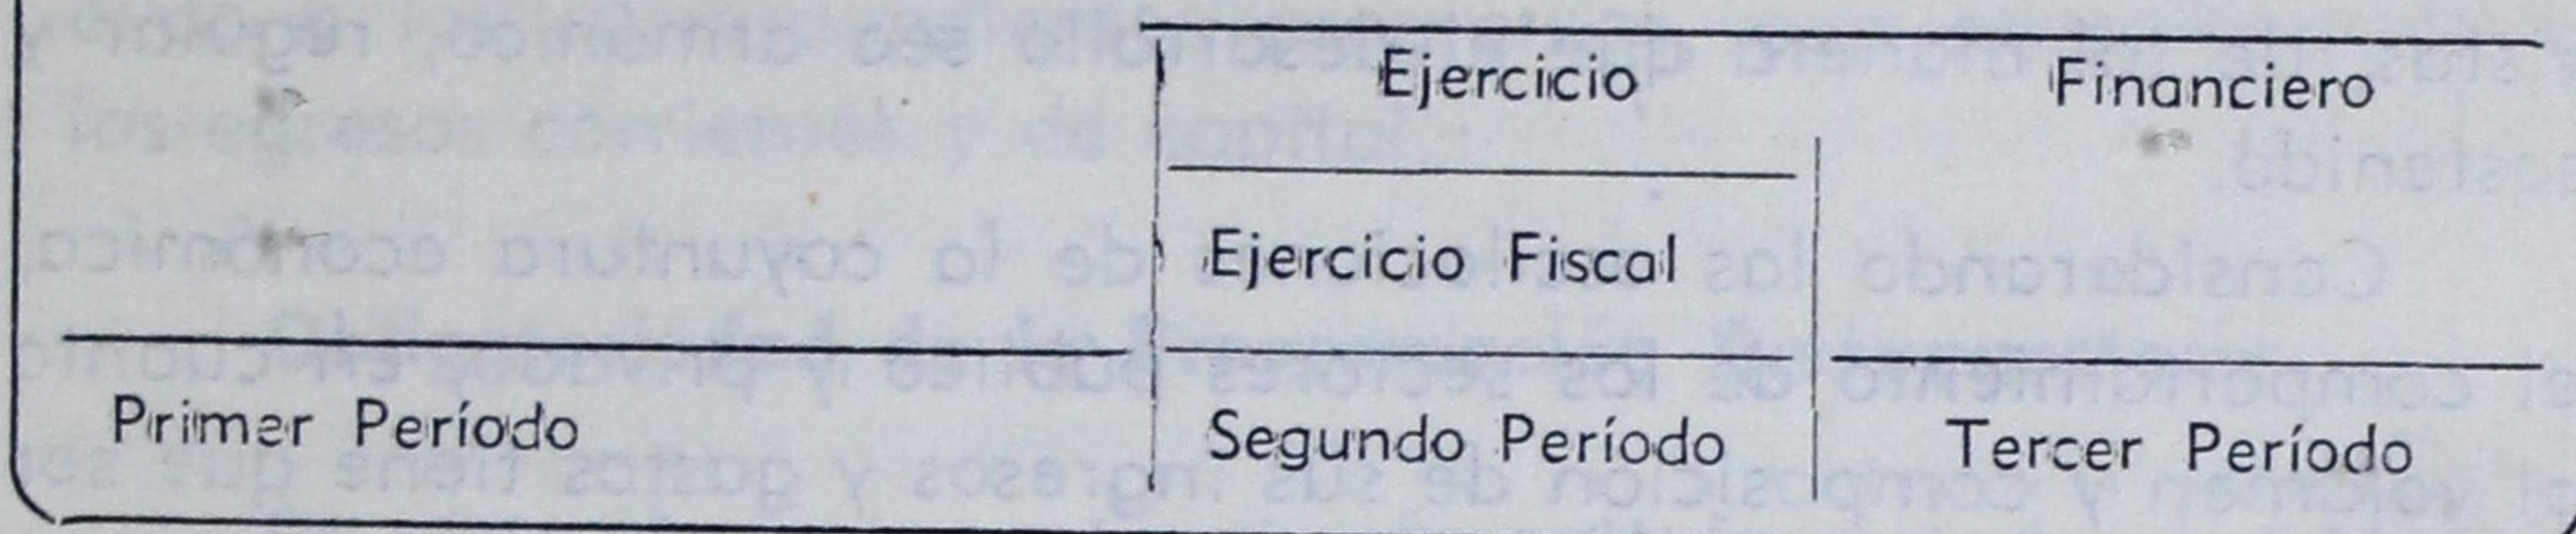 Ejercicio Financiero
Ejercicio Fiscal
Primer Período Segundo Período Tercer Período